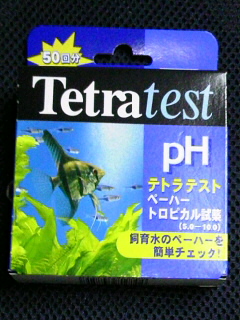 50回分
Tetratest
pH
テトラテスト
ペーハー
トロピカル試薬
(5.0―10.0)
飼育水のペーハーを
簡単チェック!